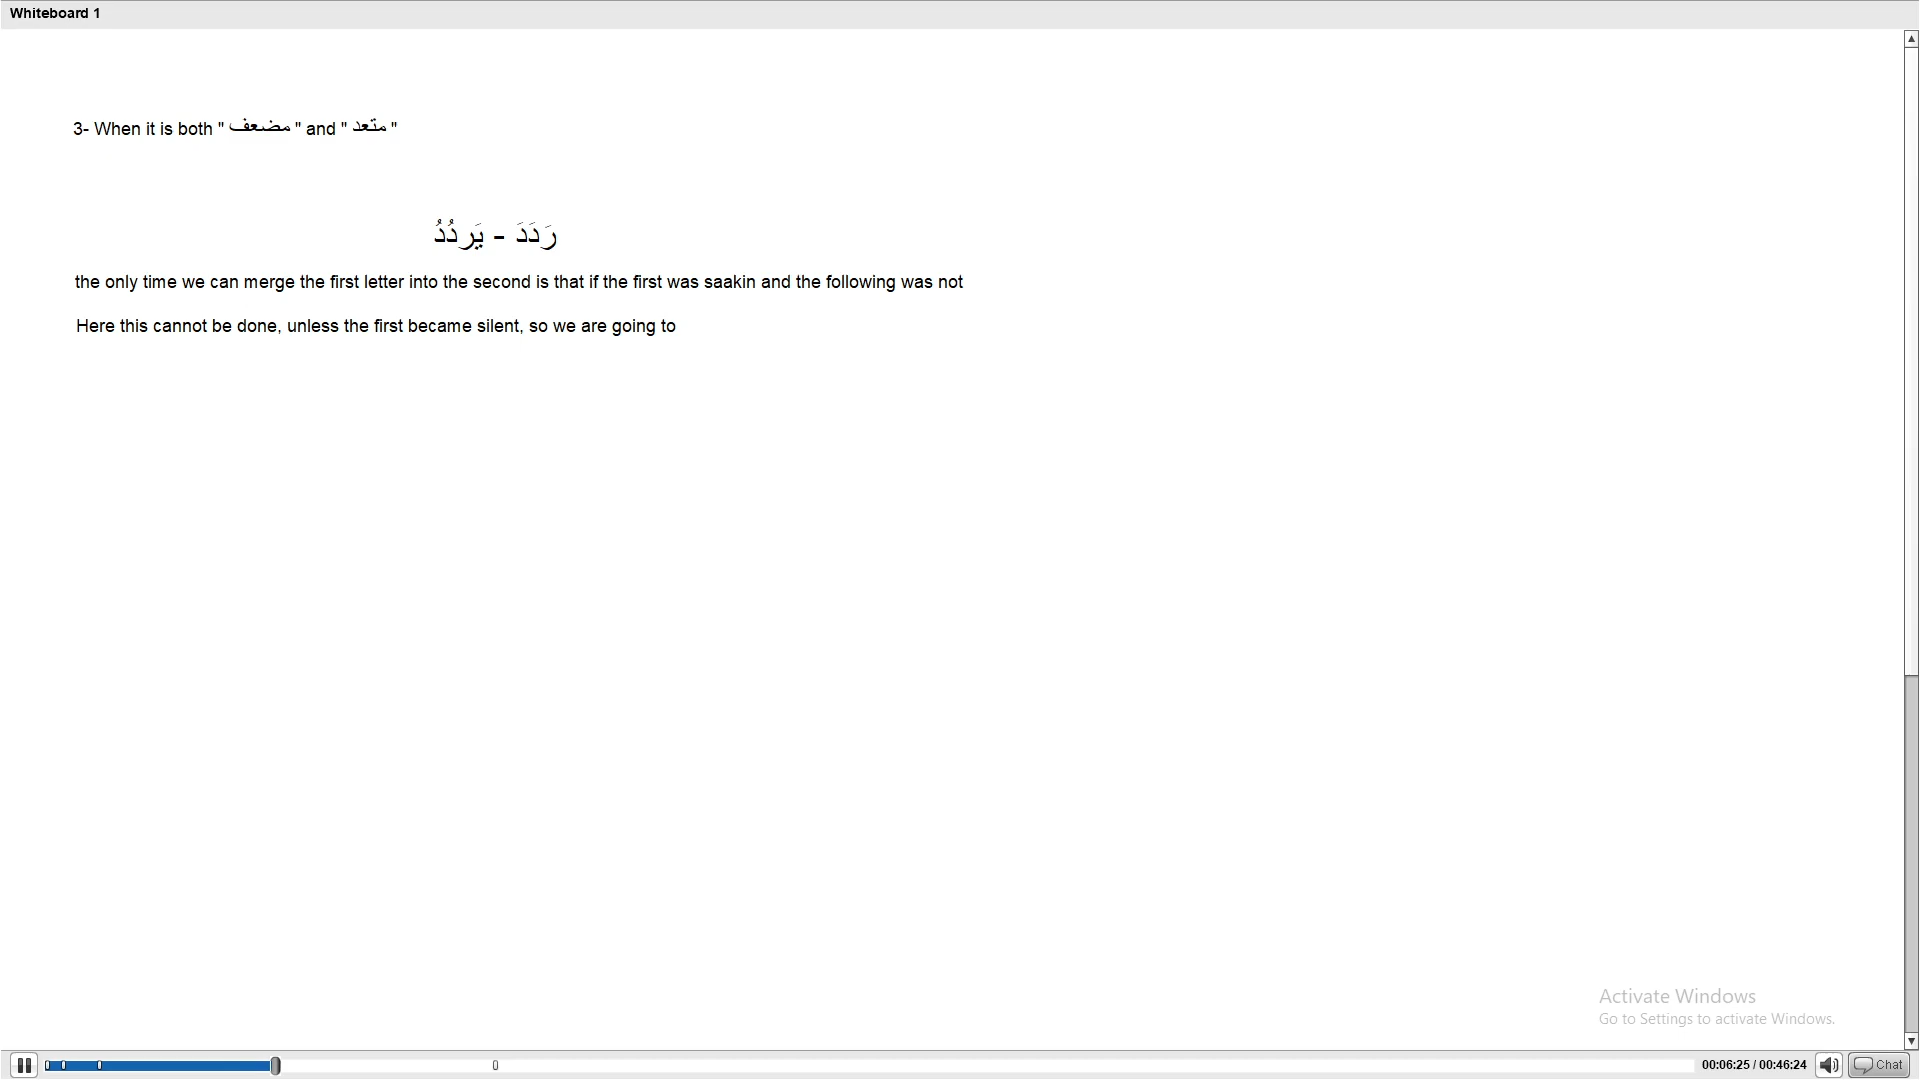 Whiteboard 1
3- When it is both " مضعف " and " متعد "
رَدَدَ - يَردُدُ
the only time we can merge the first letter into the second is that if the first was saakin and the following was not
Here this cannot be done, unless the first became silent, so we are going to
Activate Windows
Go to Settings to activate Windows.
00:06:25 / 00:46:24 Chat